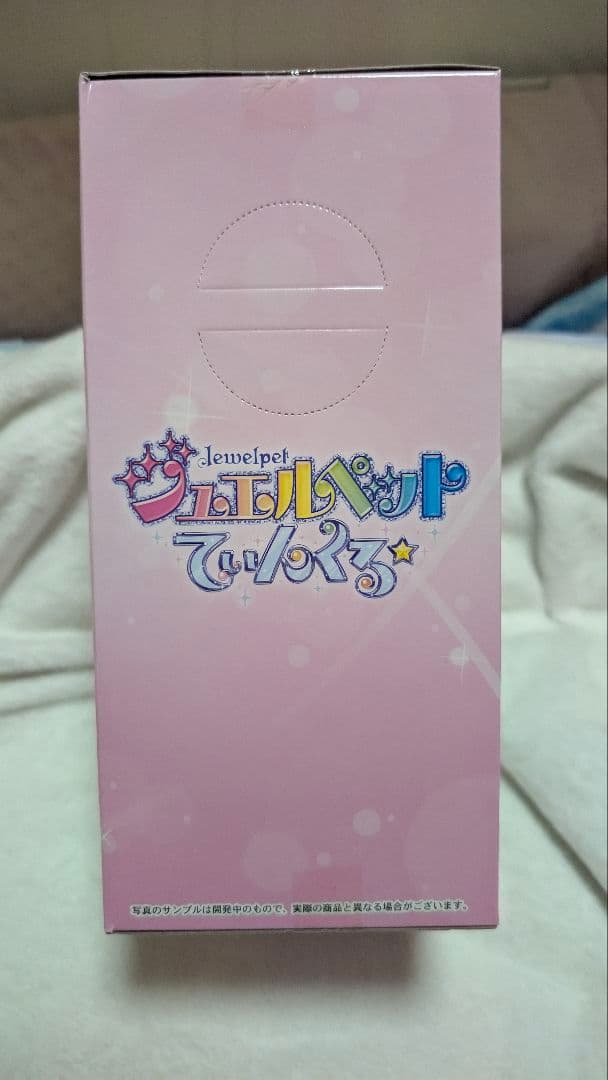 Jewelpet
ジュエルペット
てぃんくる
写真のサンプルは開発中のもので、実際の商品と異なる場合がございます。